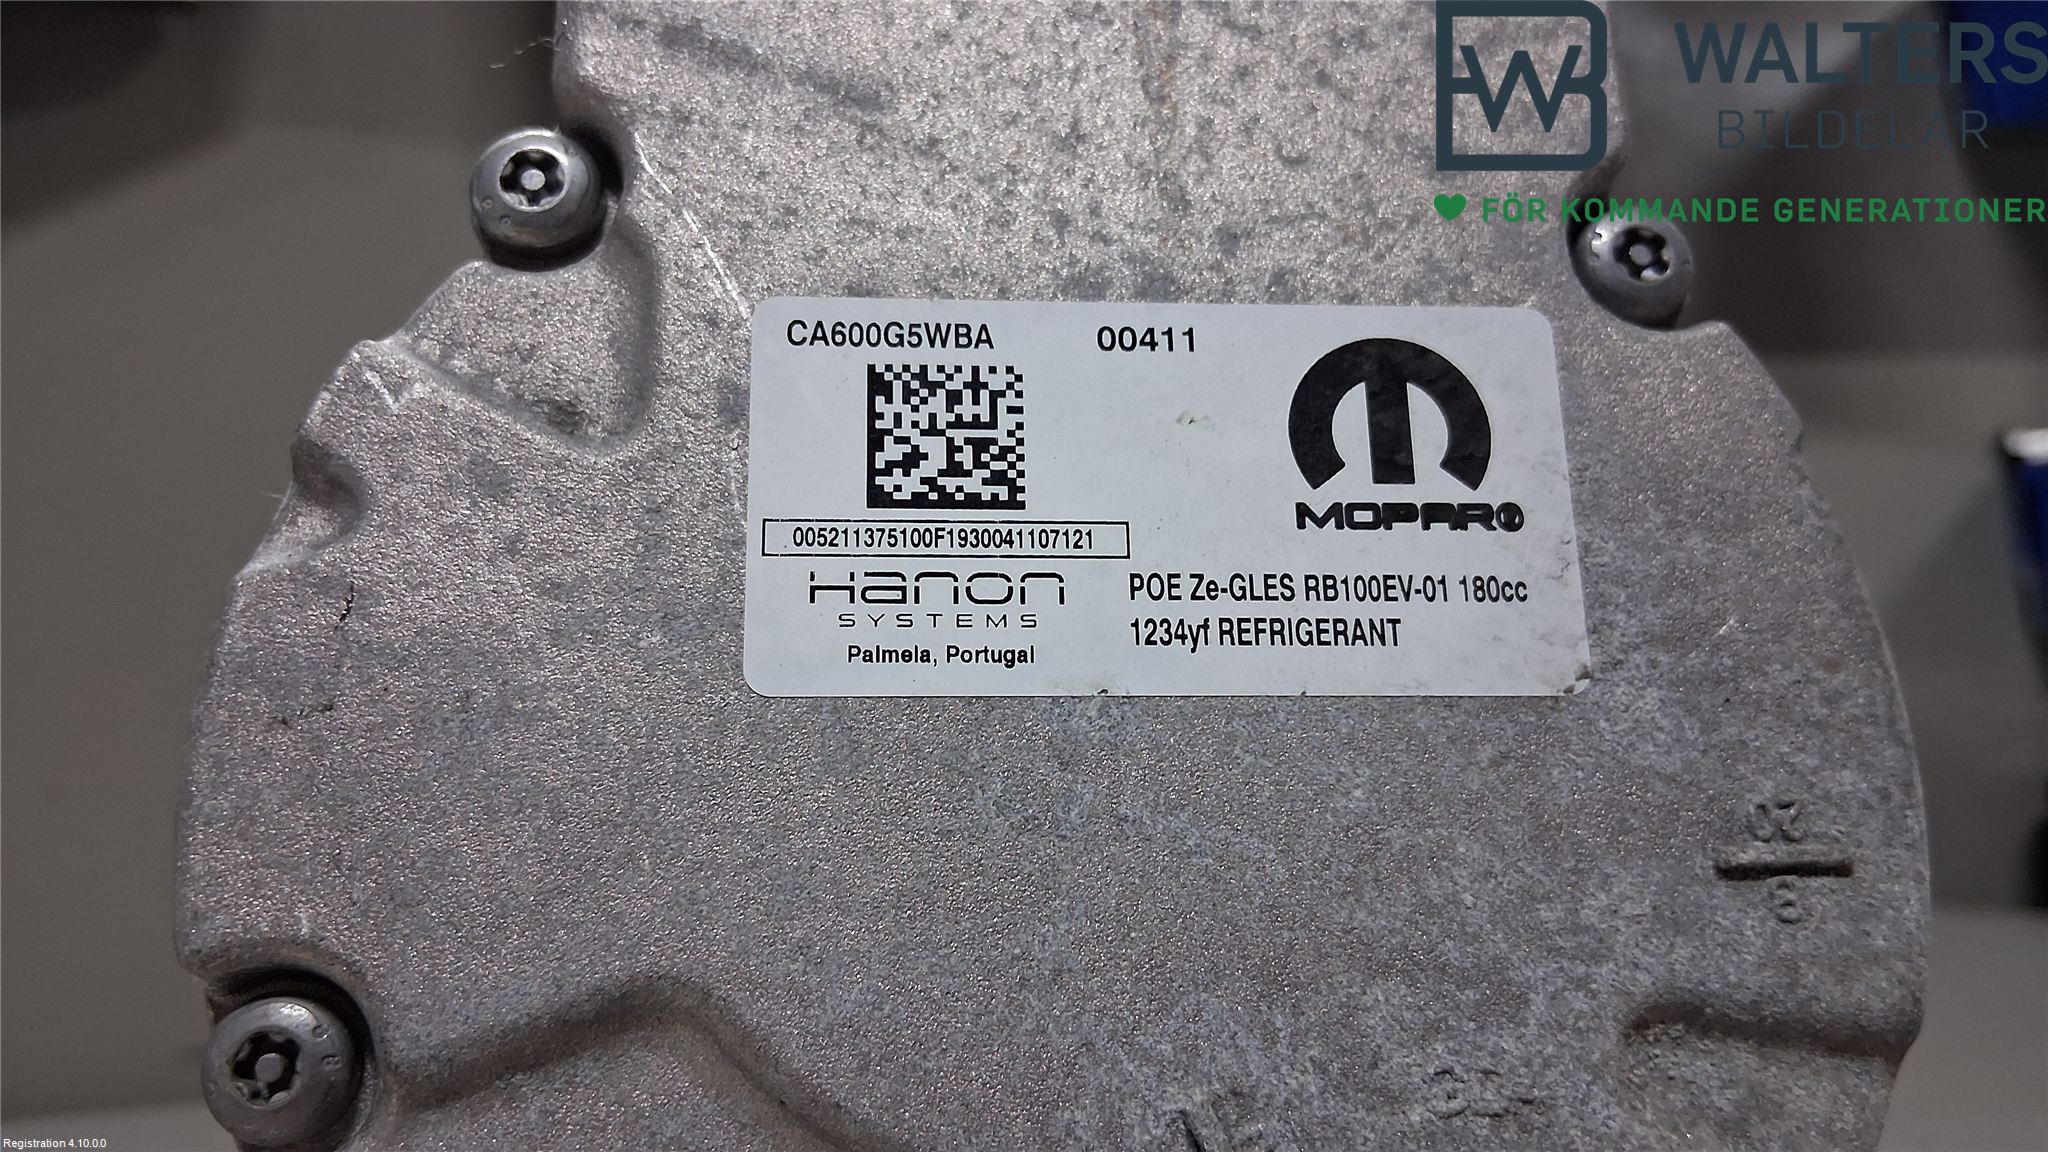 WALTERS
BILDELAR
FÖR KOMMANDE GENERATIONER
CA600G5WBA 00411
MOPAR
005211375100F1930041107121
Hanon
SYSTEMS
Palmela, Portugal
POE Ze-GLES RB100EV-01 180cc
1234yf REFRIGERANT
Registration 4.10.0.0